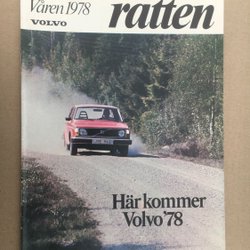 Våren 1978
VOLVO
ratten
Här kommer
Volvo '78